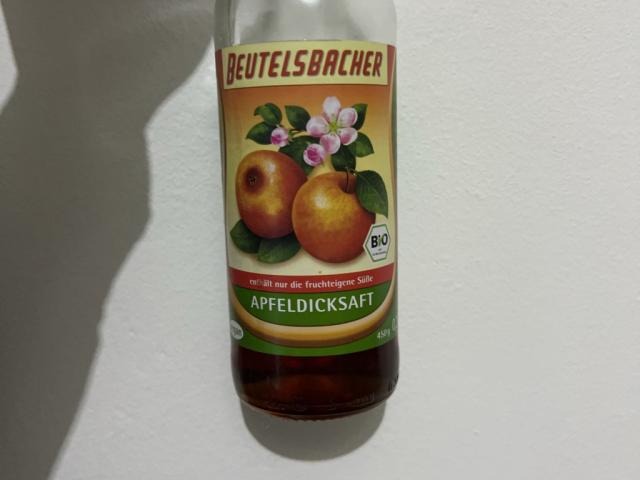 BEUTELSBACHER
BIO
enthält nur die fruchteigene Süße
APFELDICKSAFT
450g